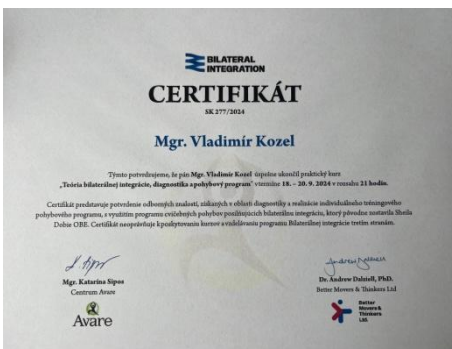 BILATERAL
INTEGRATION
CERTIFIKÁT
SK 277/2024
Mgr. Vladimír Kozel
Týmto potvrdzujeme, že pán Mgr. Vladimír Kozel úspešne ukončil praktický kurz
„Teória bilaterálnej integrácie, diagnostika a pohybový program" v termíne 18. – 20. 9. 2024 v rozsahu 21 hodín.
Certifikát predstavuje potvrdenie odborných znalostí, získaných v oblasti diagnostiky a realizácie individuálneho tréningového
pohybového programu, s využitím programu cvičebných pohybov posilňujúcich bilaterálnu integráciu, ktorý pôvodne zostavila Sheila
Dobie OBE. Certifikát neoprávňuje k poskytovaniu kurzov a vzdelávaniu programu Bilaterálnej integrácie tretím stranám.
Mgr. Katarína Sipos
Centrum Avare
Avare
Dr. Andrew Dalziell, PhD.
Better Movers & Thinkers Ltd
Better
Movers &
Thinkers
Ltd.